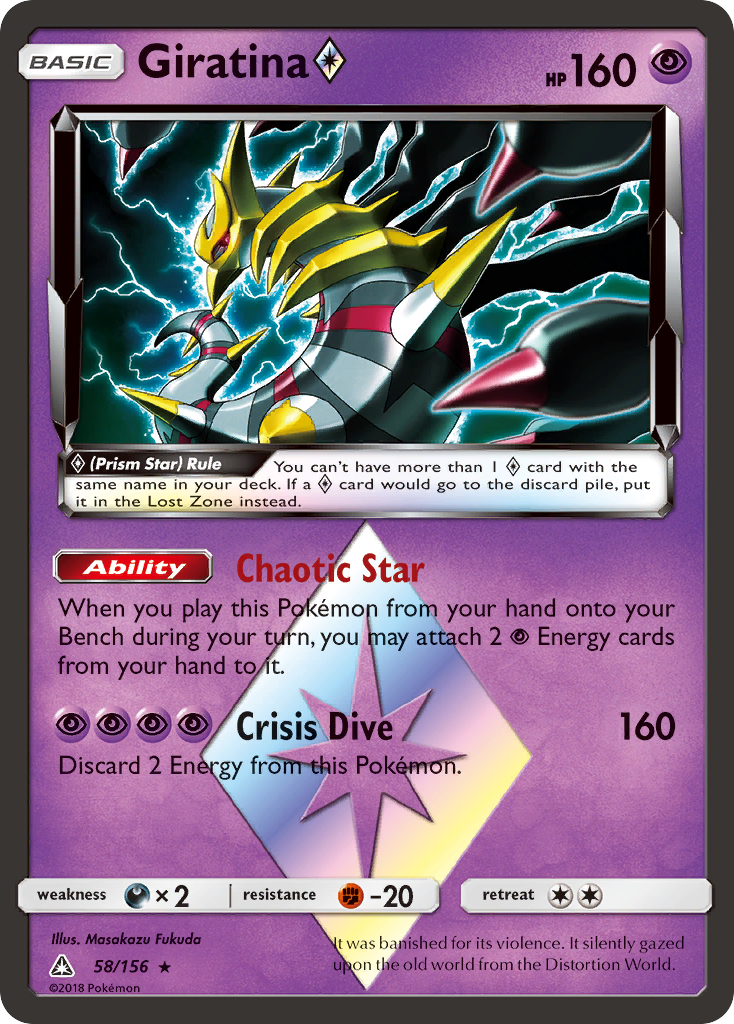 BASIC Giratina HP 160
(Prism Star) Rule You can't have more than 1 card with the
same name in your deck. If a card would go to the discard pile, put
it in the Lost Zone instead.
Ability Chaotic Star
When you play this Pokémon from your hand onto your
Bench during your turn, you may attach 2 Energy cards
from your hand to it.
Crisis Dive 160
Discard 2 Energy from this Pokémon.
weakness × 2 resistance -20 retreat
Illus. Masakazu Fukuda
It was banished for its violence. It silently gazed
upon the old world from the Distortion World.
58/156 ★
©2018 Pokémon